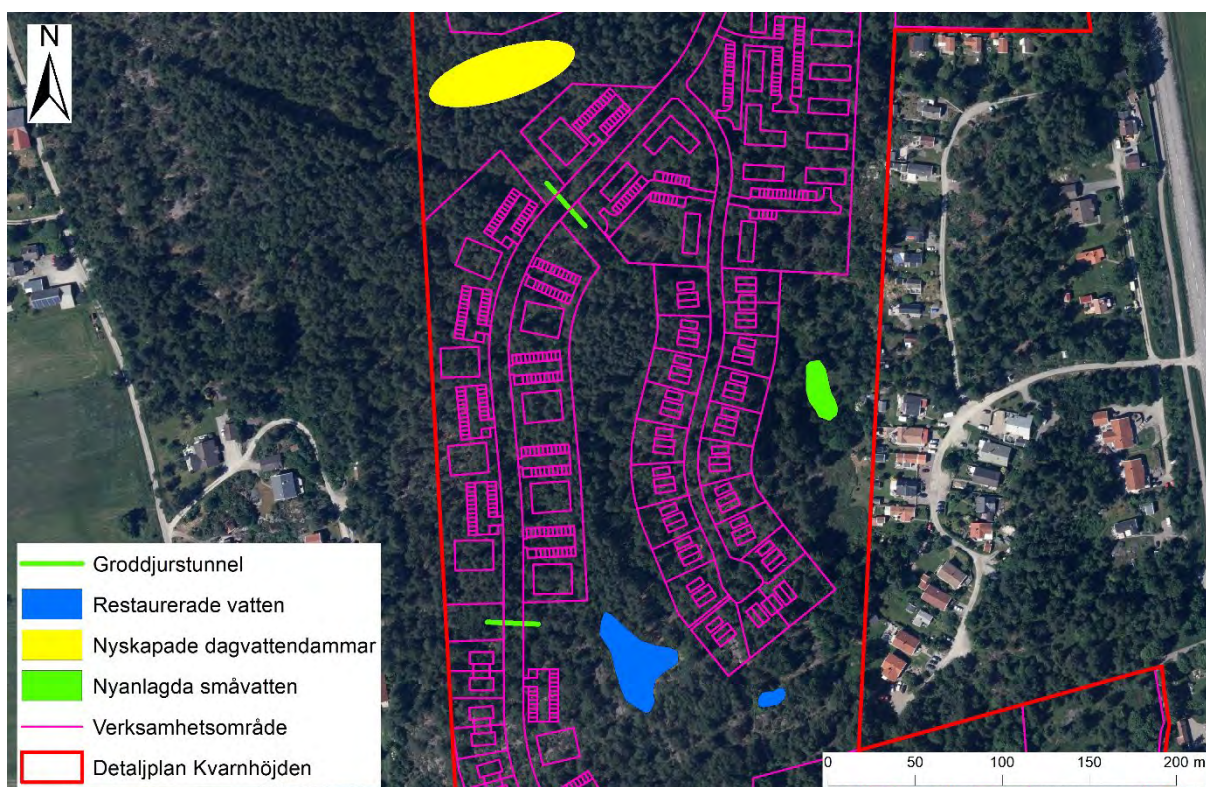 N
Groddjurstunnel
Restaurerade vatten
Nyskapade dagvattendammar
Nyanlagda småvatten
Verksamhetsområde
Detaljplan Kvarnhöjden
0 50 100 150 200 m